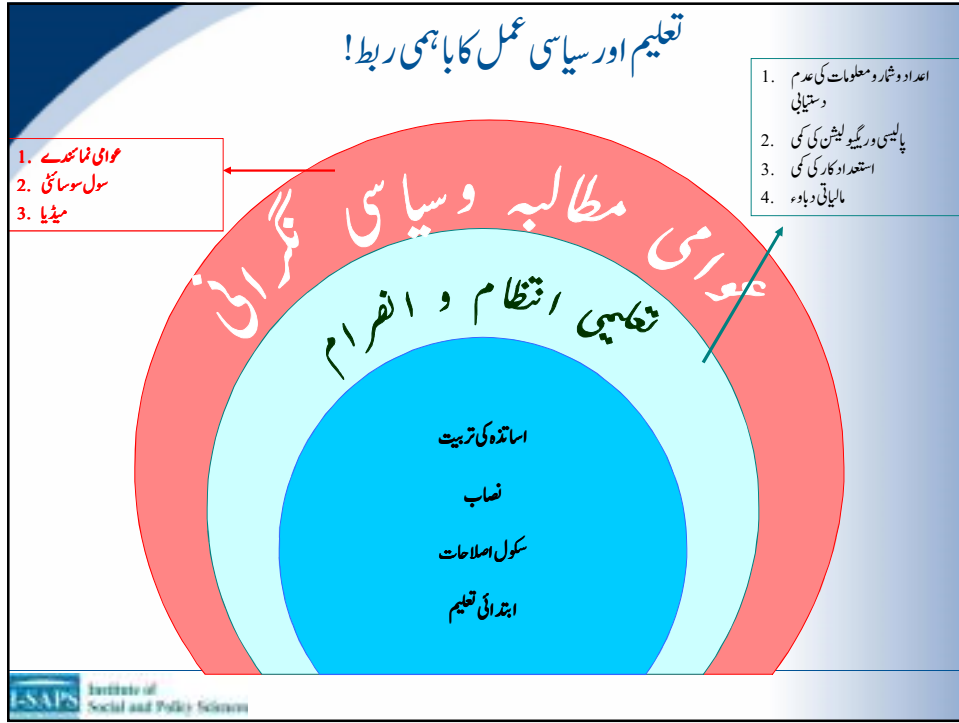 تعلیم اور سیاسی عمل کا باہمی ربط!
1. اعداد و شمار و معلومات کی عدم
دستیابی
2. پالیسی و ریگیولیشن کی کمی
3. استعداد کار کی کمی
4. مالیاتی دباوء
1. عوامی نمائندے
2. سول سوسائٹی
3. میڈیا
عوامی مطالبہ و سیاسی نگرانی
تعلیمی انتظام و انفرام
اساتذہ کی تربیت
نصاب
سکول اصلاحات
ابتدائی تعلیم
I-SAPS
Institute of
Social and Policy Sciences